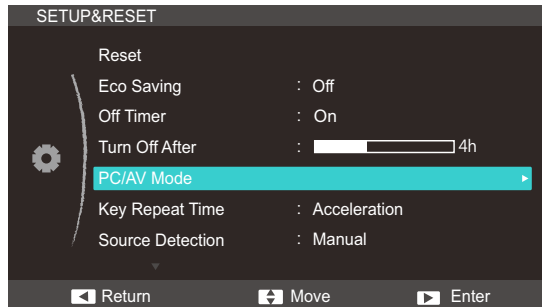 SETUP&RESET
Reset
Eco Saving : Off
Off Timer : On
Turn Off After : 4h
PC/AV Mode
Key Repeat Time : Acceleration
Source Detection : Manual
Return Move Enter